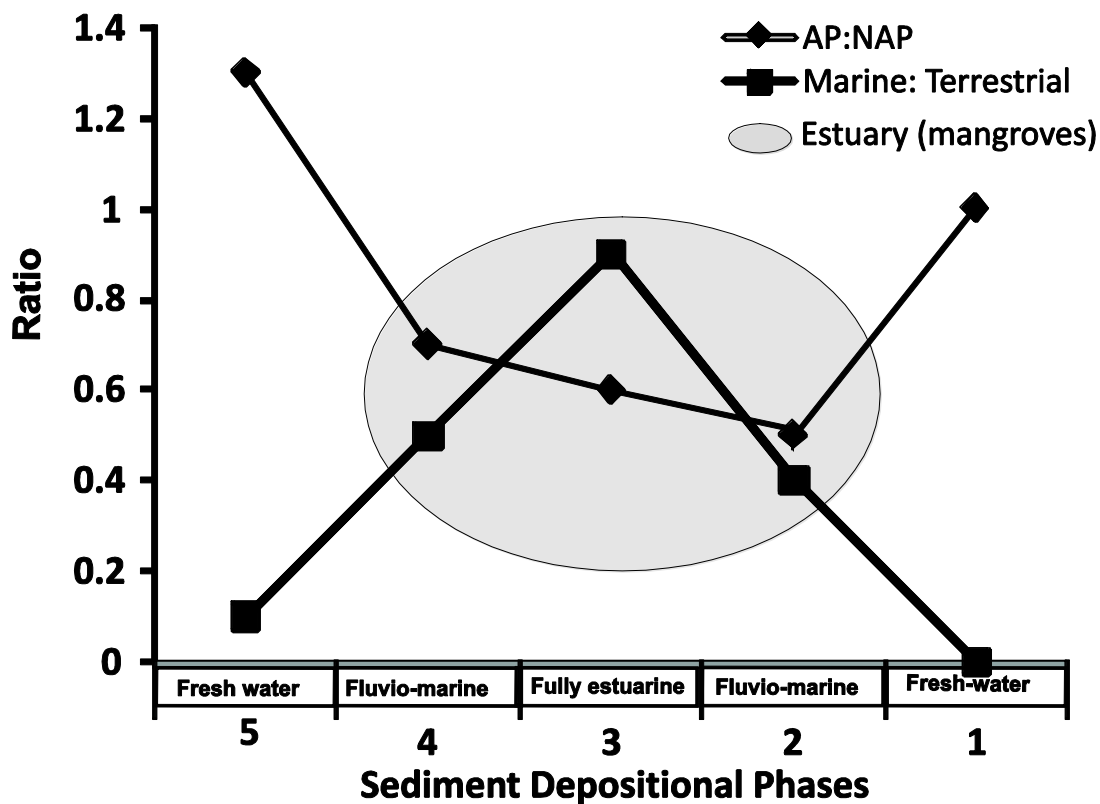 1.4
1.2
1
0.8
0.6
0.4
0.2
0
Ratio
AP:NAP
Marine: Terrestrial
Estuary (mangroves)
Fresh water
Fluvio-marine
Fully estuarine
Fluvio-marine
Fresh-water
5
4
3
2
1
Sediment Depositional Phases